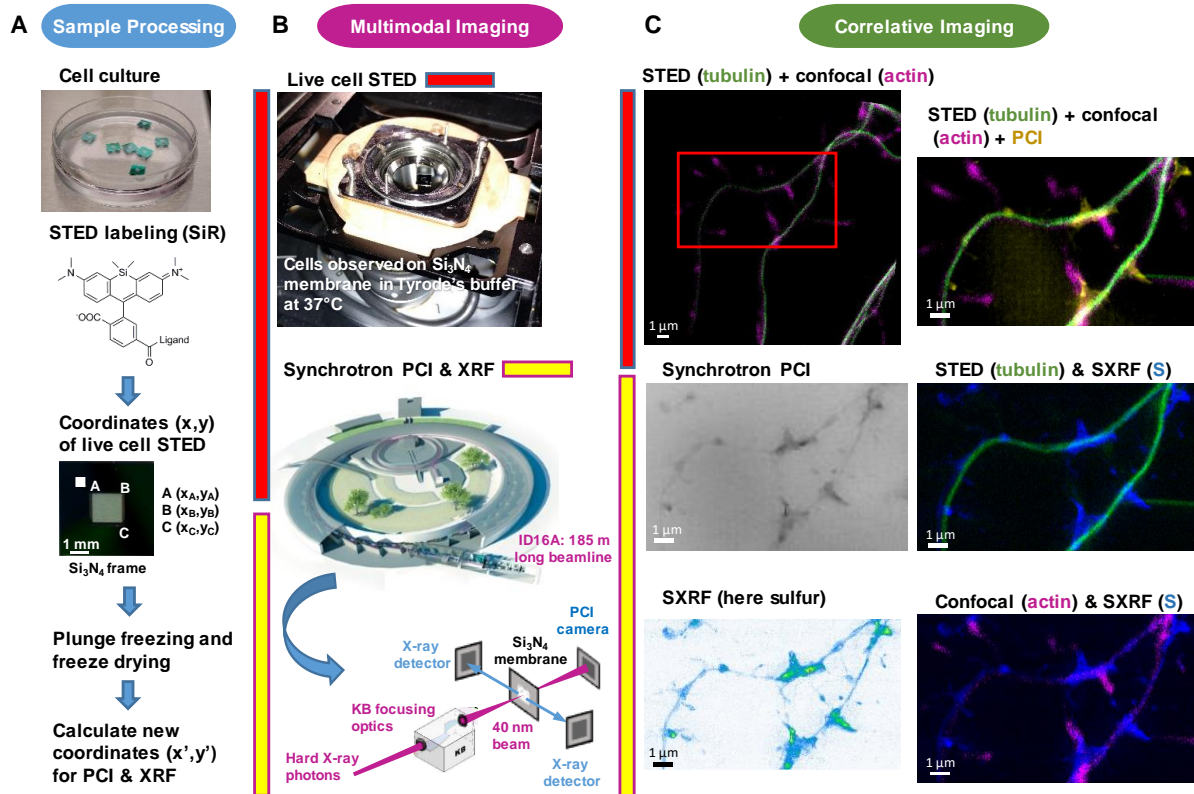 A
Sample Processing
Cell culture
STED labeling (SiR)
Si
N
N⁺
⁻OOC
Ligand
O
Coordinates (x,y)
of live cell STED
A
B
C
1 mm
A (xA,yA)
B (xB,yB)
C (xC,yC)
Si₃N₄ frame
Plunge freezing and
freeze drying
Calculate new
coordinates (x',y')
for PCI & XRF
B
Multimodal Imaging
Live cell STED
Cells observed on Si₃N₄
membrane in Tyrode's buffer
at 37°C
Synchrotron PCI & XRF
ID16A: 185 m
long beamline
PCI
camera
Si₃N₄
membrane
X-ray
detector
KB focusing
optics
40 nm
beam
KB
Hard X-ray
photons
X-ray
detector
C
Correlative Imaging
STED (tubulin) + confocal (actin)
1 µm
STED (tubulin) + confocal
(actin) + PCI
1 µm
Synchrotron PCI
1 µm
STED (tubulin) & SXRF (S)
1 µm
SXRF (here sulfur)
1 µm
Confocal (actin) & SXRF (S)
1 µm